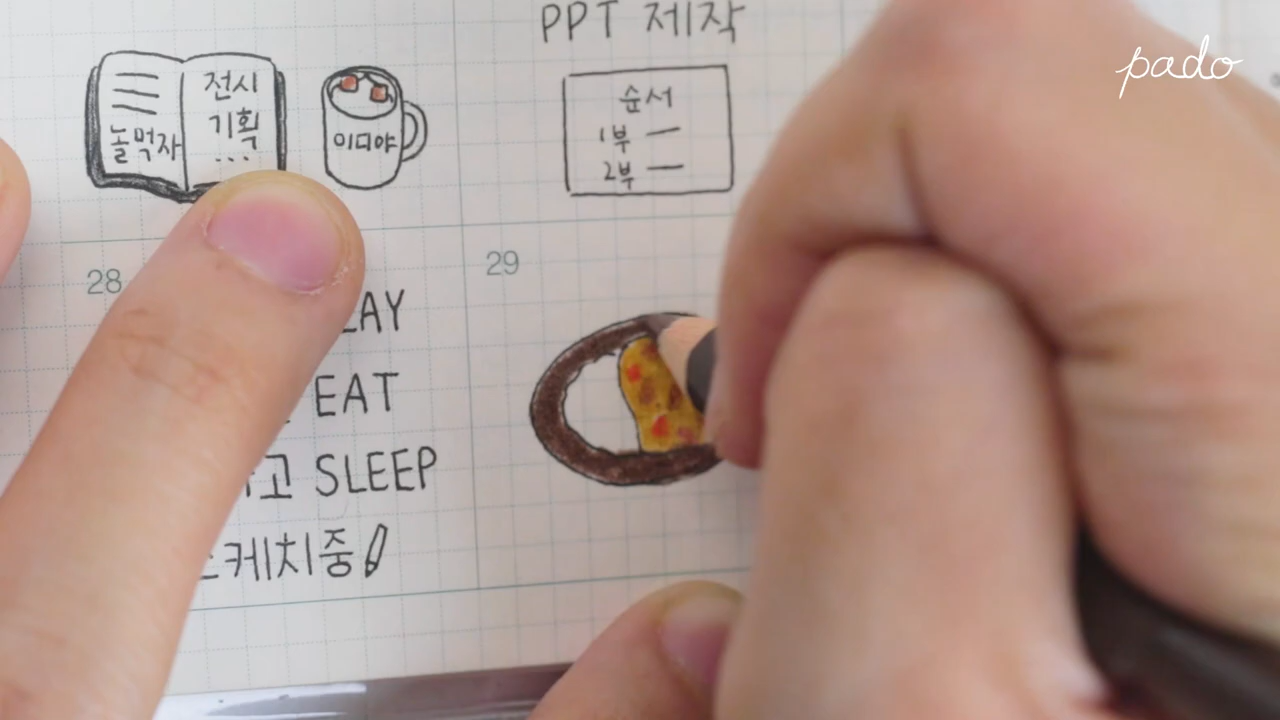 PPT 제작
pado
놀먹자
전시
기획
...
이디야
순서
1부 —
2부 —
28
LAY
EAT
고 SLEEP
케치중
29